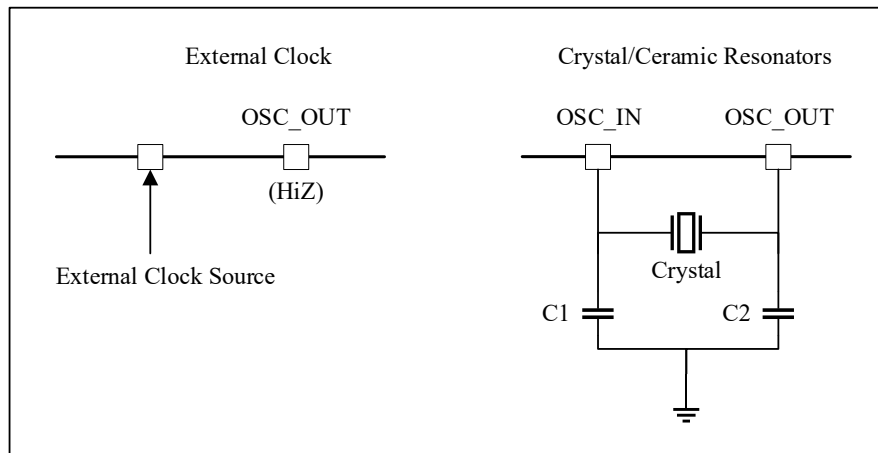 External Clock
OSC_OUT
(HiZ)
External Clock Source
Crystal/Ceramic Resonators
OSC_IN
OSC_OUT
Crystal
C1
C2